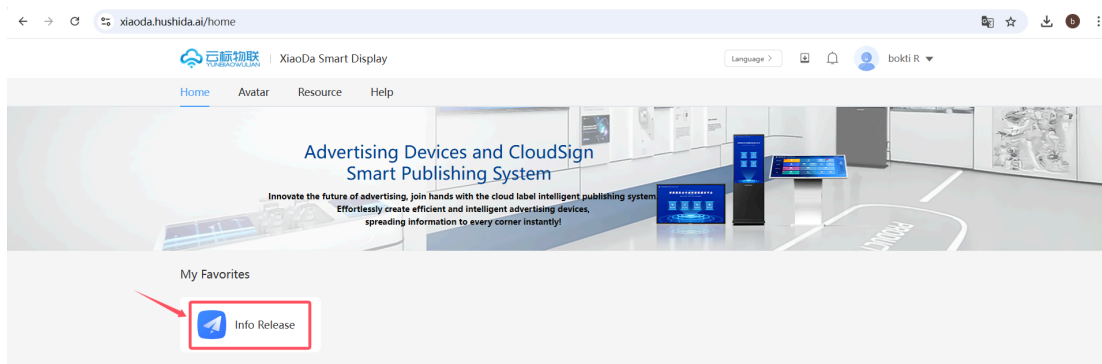 xiaoda.hushida.ai/home
b
云标物联
YUNBIAOWULIAN
XiaoDa Smart Display
Language >
bokti R
Home
Avatar
Resource
Help
Advertising Devices and CloudSign
Smart Publishing System
Innovate the future of advertising, join hands with the cloud label intelligent publishing system.
Effortlessly create efficient and intelligent advertising devices,
spreading information to every corner instantly!
My Favorites
Info Release